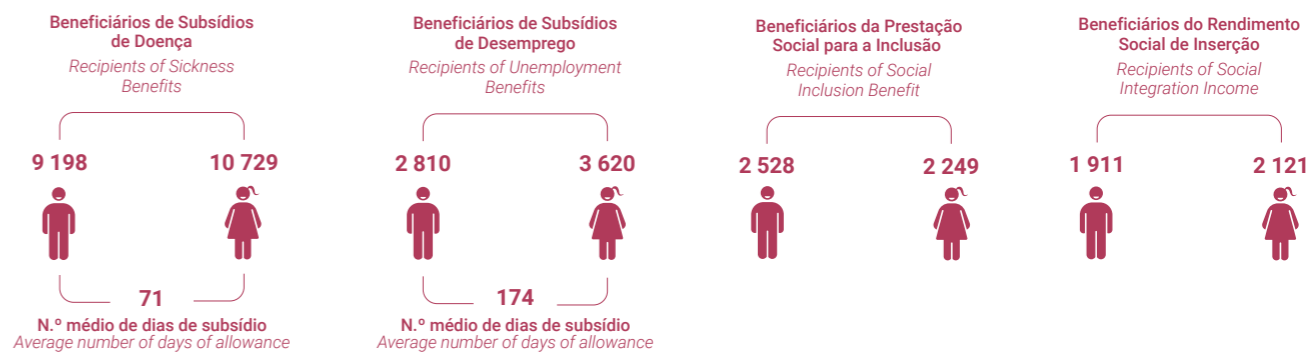 Beneficiários de Subsídios
de Doença
Recipients of Sickness
Benefits
9 198
10 729
71
N.º médio de dias de subsídio
Average number of days of allowance
Beneficiários de Subsídios
de Desemprego
Recipients of Unemployment
Benefits
2 810
3 620
174
N.º médio de dias de subsídio
Average number of days of allowance
Beneficiários da Prestação
Social para a Inclusão
Recipients of Social
Inclusion Benefit
2 528
2 249
Beneficiários do Rendimento
Social de Inserção
Recipients of Social
Integration Income
1 911
2 121